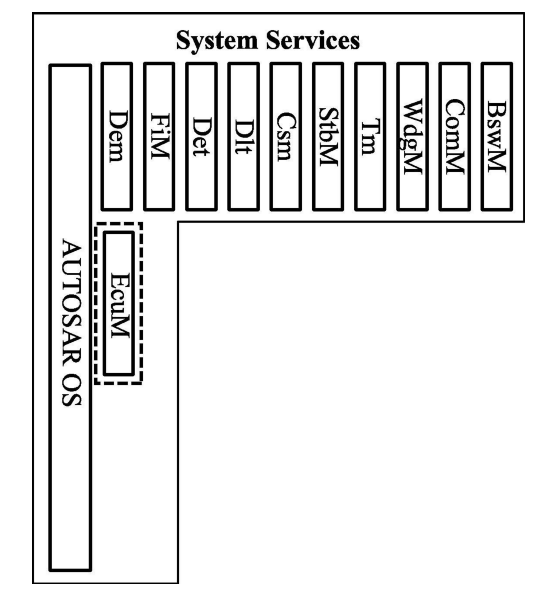 System Services
AUTOSAR OS
Dem
FiM
Det
Dlt
Csm
StbM
Tm
WdgM
ComM
BswM
EcuM